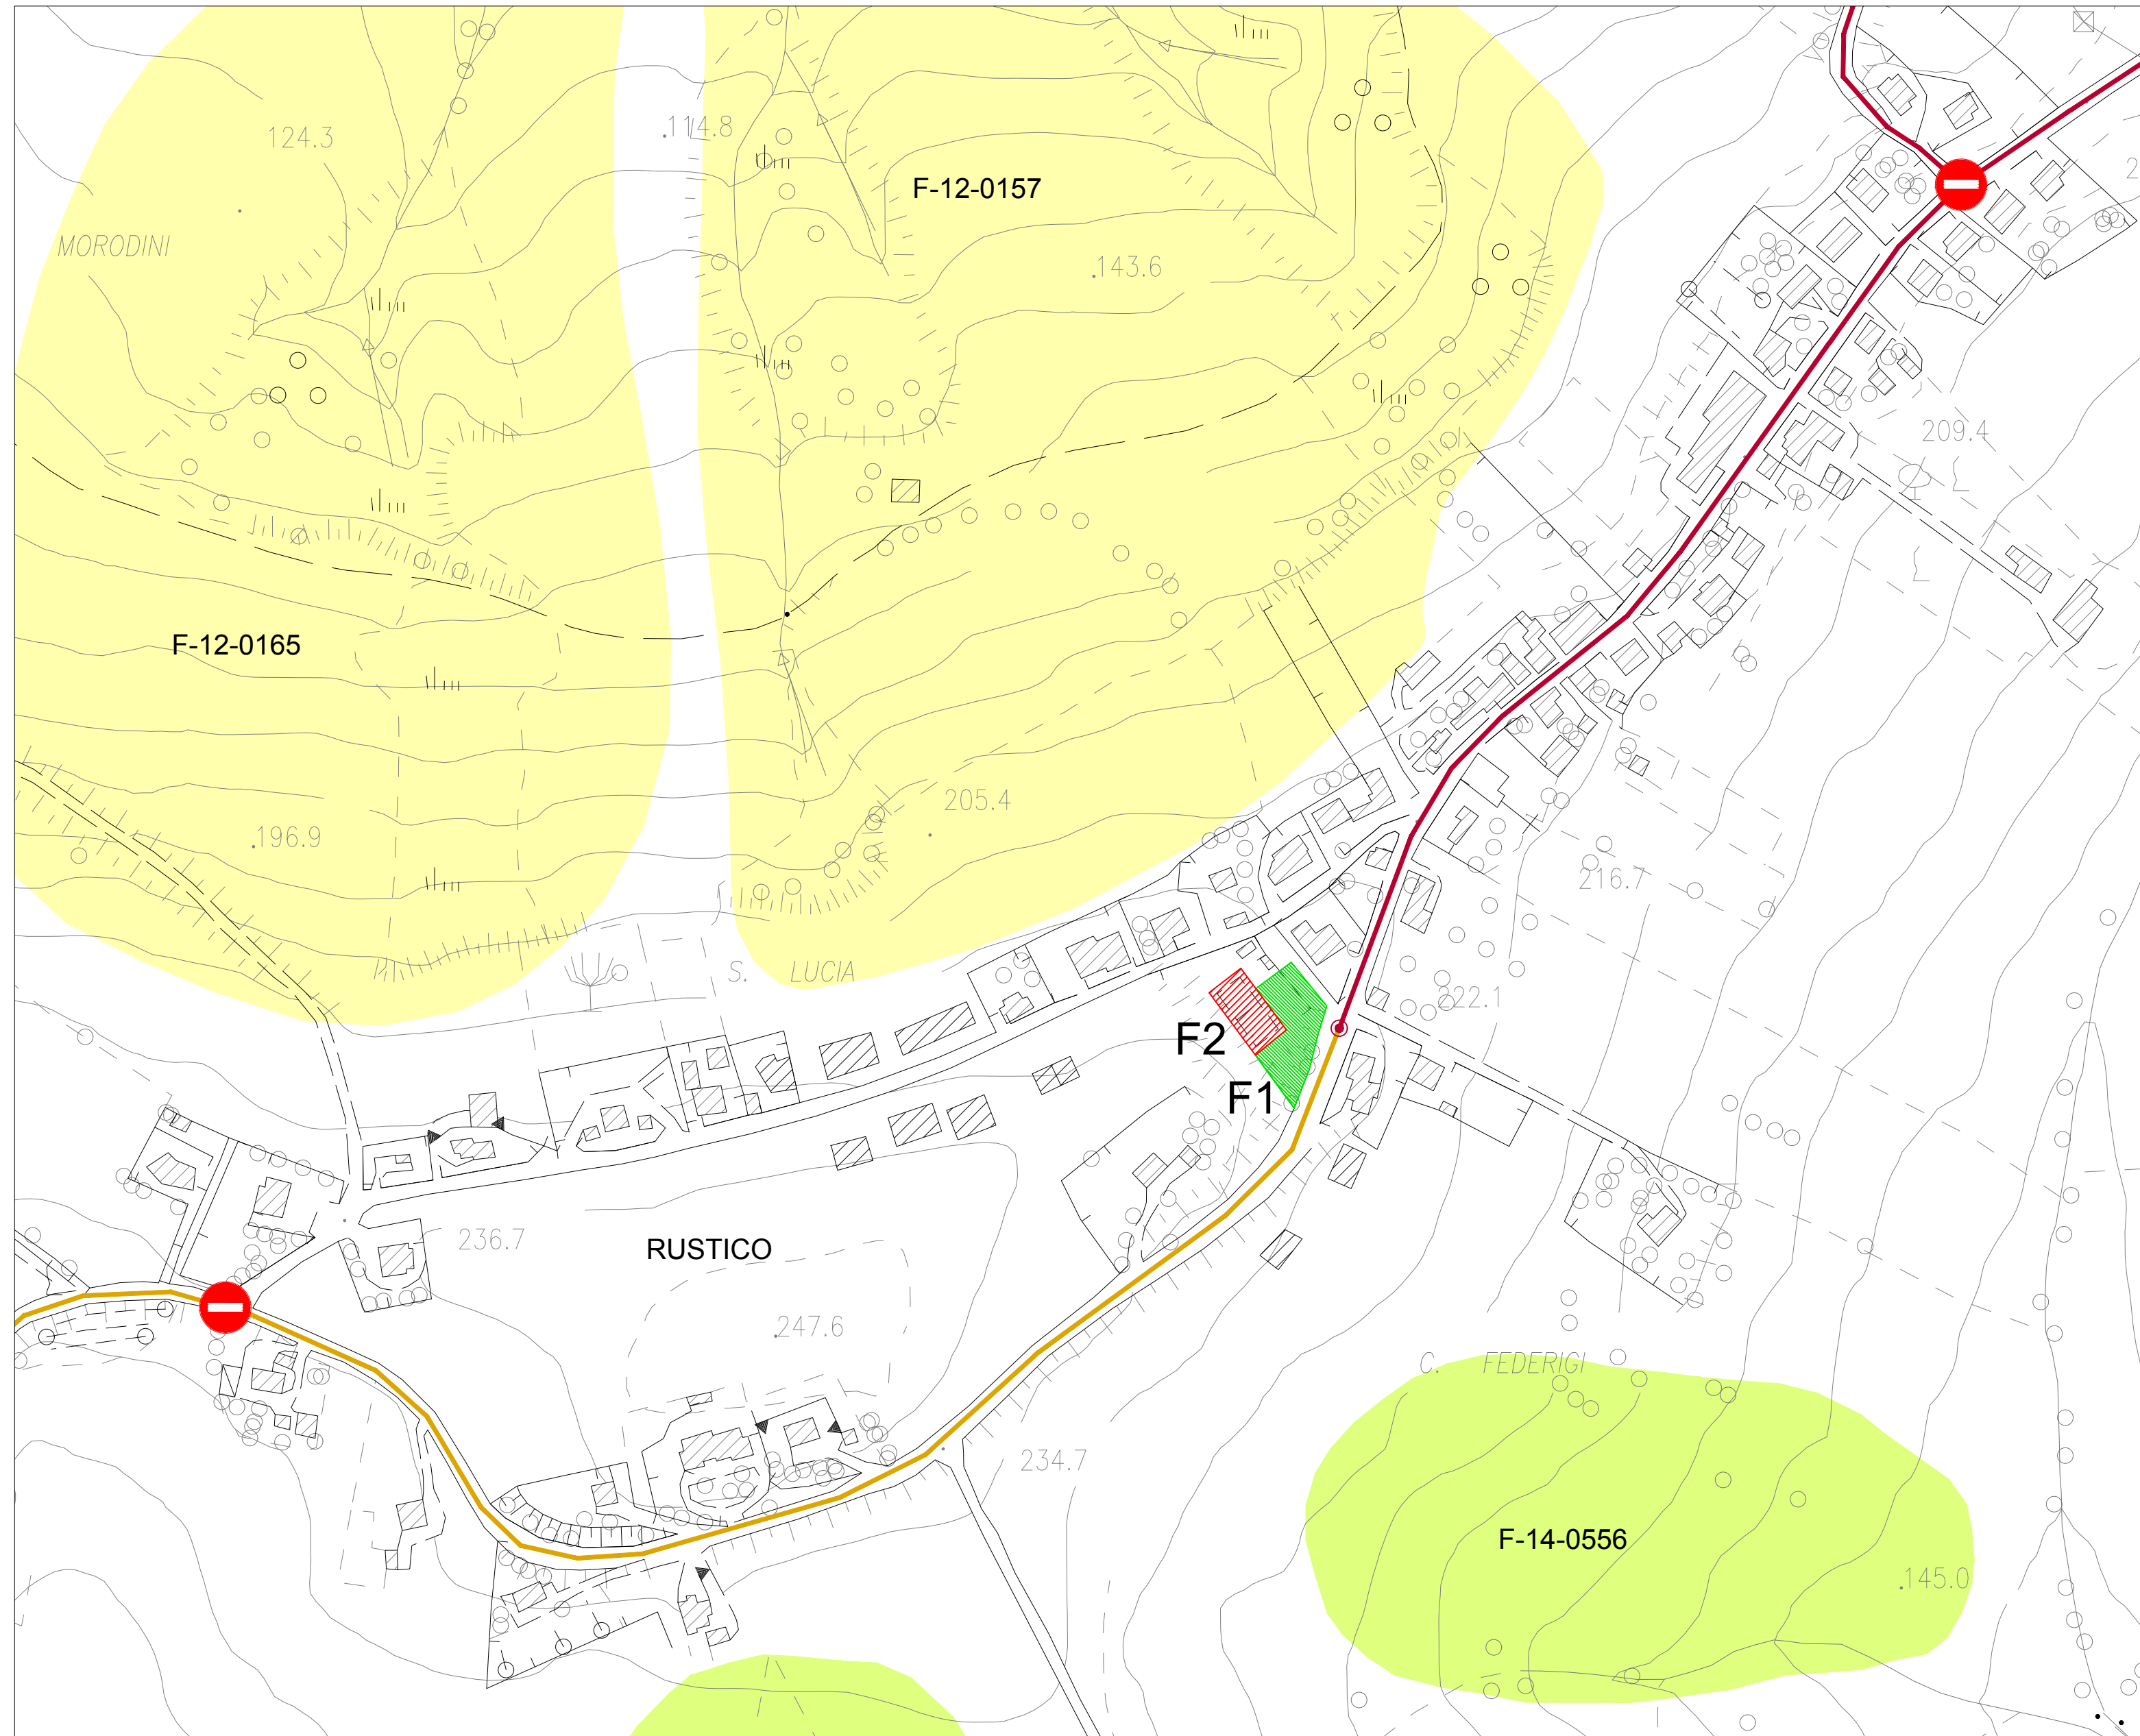 124.3
.114.8
F-12-0157
MORODINI
.143.6
209.4
F-12-0165
205.4
.196.9
216.7
S. LUCIA
222.1
F2
F1
236.7
RUSTICO
.247.6
C. FEDERIGI
234.7
F-14-0556
.145.0